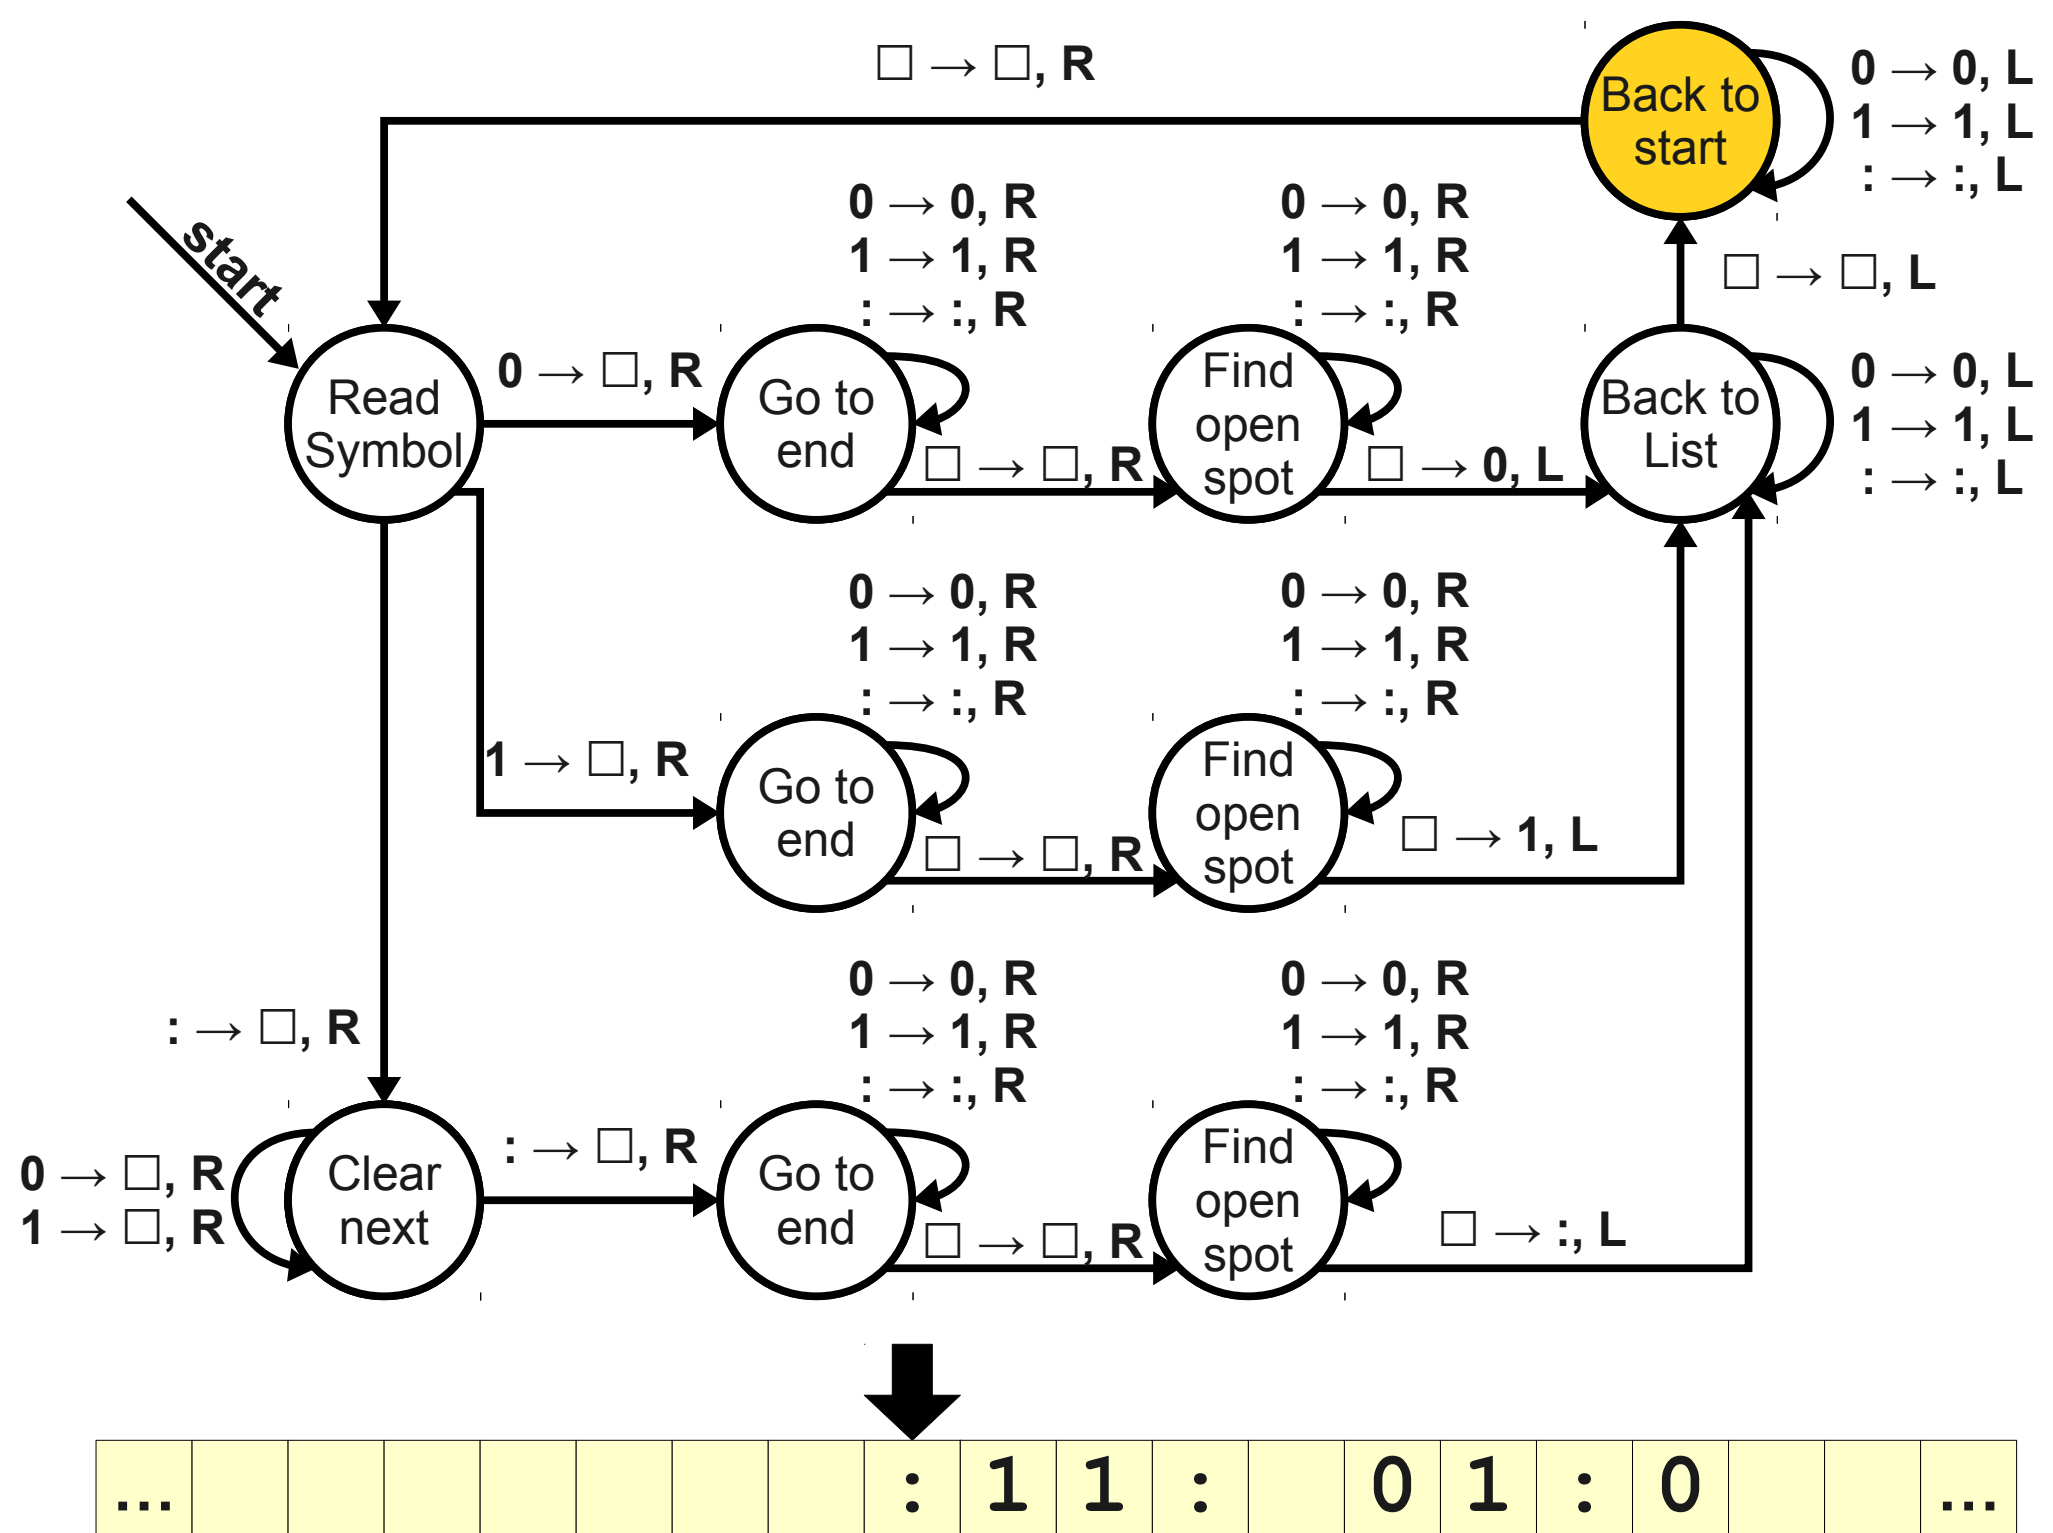 □ → □, R
Back to
start
0 → 0, L
1 → 1, L
: → :, L
start
0 → 0, R
1 → 1, R
: → :, R
0 → 0, R
1 → 1, R
: → :, R
□ → □, L
Read
Symbol
0 → □, R
Go to
end
□ → □, R
Find
open
spot
□ → 0, L
Back to
List
0 → 0, L
1 → 1, L
: → :, L
0 → 0, R
1 → 1, R
: → :, R
0 → 0, R
1 → 1, R
: → :, R
1 → □, R
Go to
end
□ → □, R
Find
open
spot
□ → 1, L
0 → 0, R
1 → 1, R
: → :, R
0 → 0, R
1 → 1, R
: → :, R
: → □, R
0 → □, R
1 → □, R
Clear
next
: → □, R
Go to
end
□ → □, R
Find
open
spot
□ → :, L
... : 1 1 : 0 1 : 0 ...